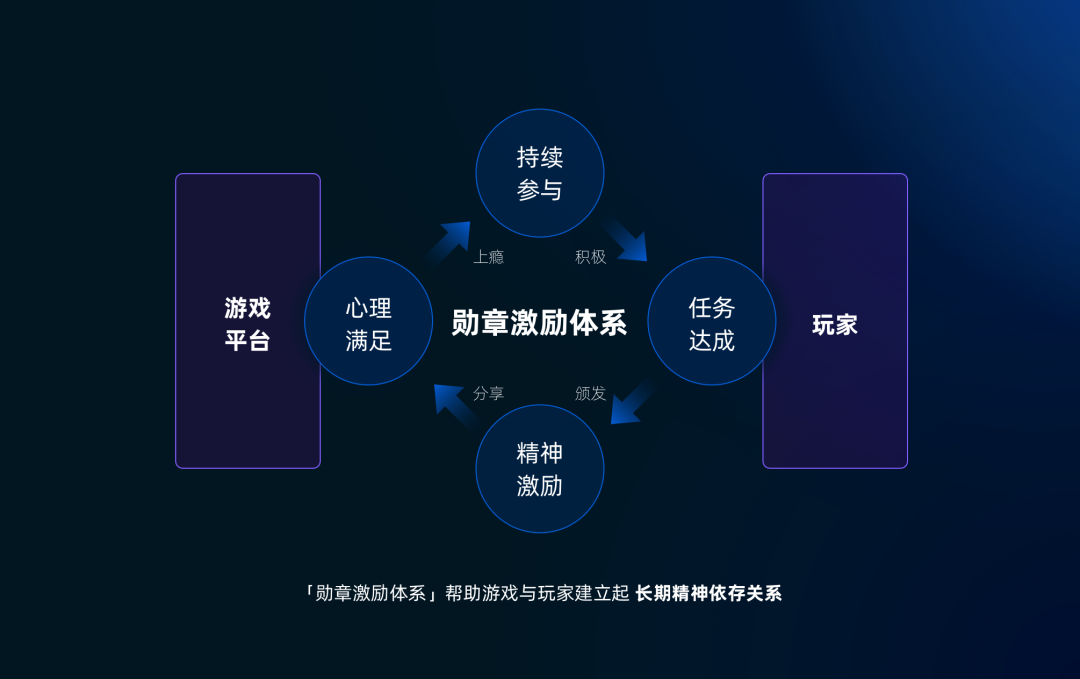 持续
参与
上瘾
积极
游戏
平台
心理
满足
勋章激励体系
任务
达成
玩家
分享
颁发
精神
激励
「勋章激励体系」帮助游戏与玩家建立起 长期精神依存关系